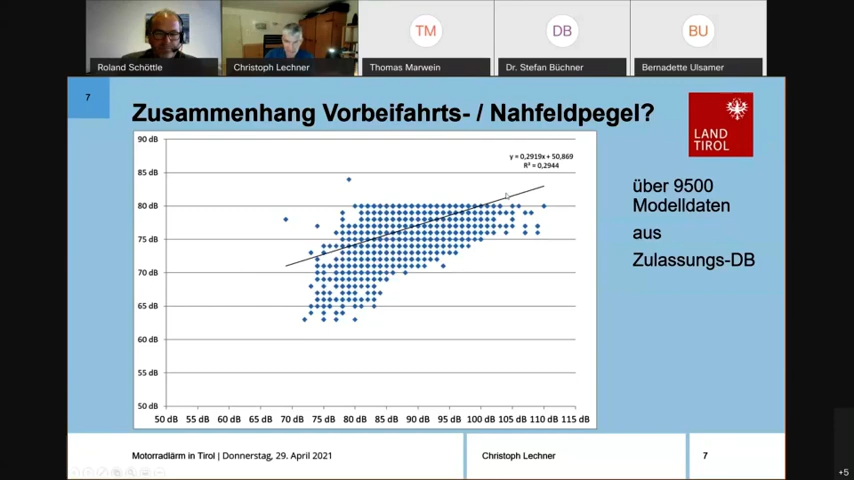 TM
DB
BU
Roland Schöttle
Christoph Lechner
Thomas Marwein
Dr. Stefan Büchner
Bernadette Ulsamer
7
Zusammenhang Vorbeifahrts- / Nahfeldpegel?
LAND
TIROL
90 dB
85 dB
80 dB
75 dB
70 dB
65 dB
60 dB
55 dB
50 dB
y = 0,2919x + 50,869
R² = 0,2944
50 dB 55 dB 60 dB 65 dB 70 dB 75 dB 80 dB 85 dB 90 dB 95 dB 100 dB 105 dB 110 dB 115 dB
über 9500
Modelldaten
aus
Zulassungs-DB
Motorradlärm in Tirol | Donnerstag, 29. April 2021
Christoph Lechner
7
+5